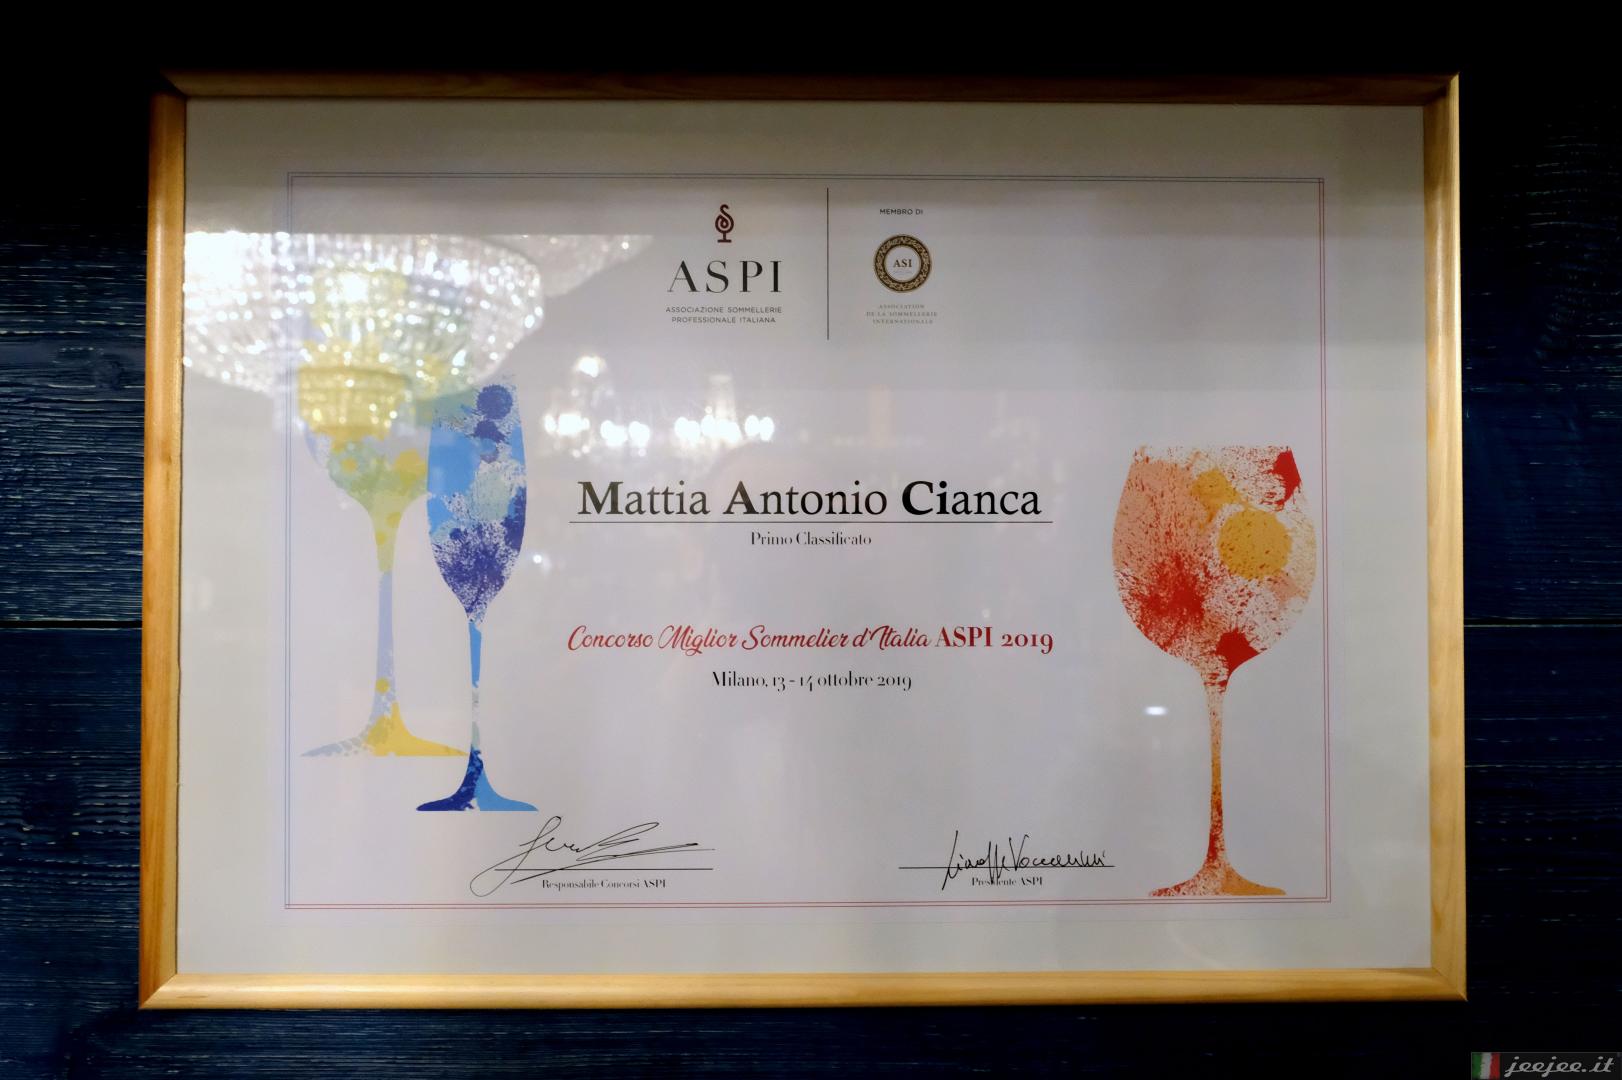 ASPI
ASSOCIAZIONE SOMMELLERIE
PROFESSIONALE ITALIANA
MEMBRO DI
ASI
ASSOCIATION
DE LA SOMMELLERIE
INTERNATIONALE
Mattia Antonio Cianca
Primo Classificato
Concorso Miglior Sommelier d'Italia ASPI 2019
Milano, 13 - 14 ottobre 2019
Responsabile Concorsi ASPI
Presidente ASPI
jeejee.it